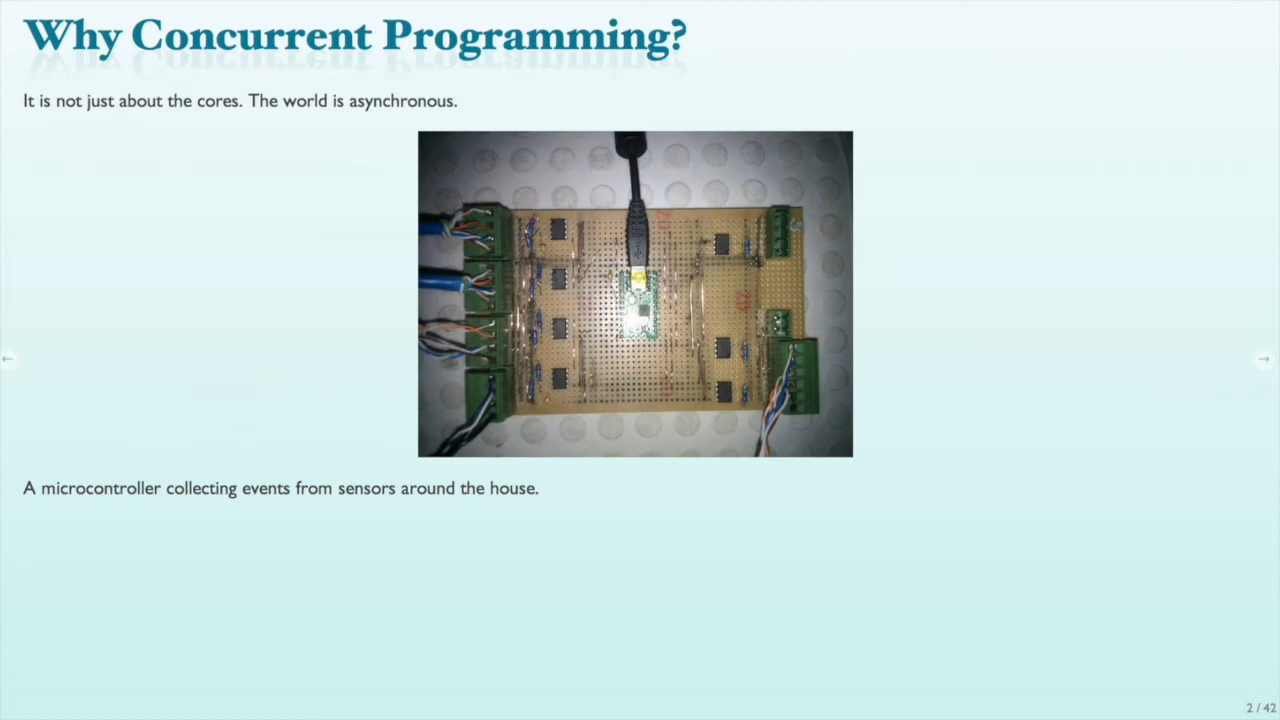 Why Concurrent Programming?
It is not just about the cores. The world is asynchronous.
A microcontroller collecting events from sensors around the house.
2 / 42